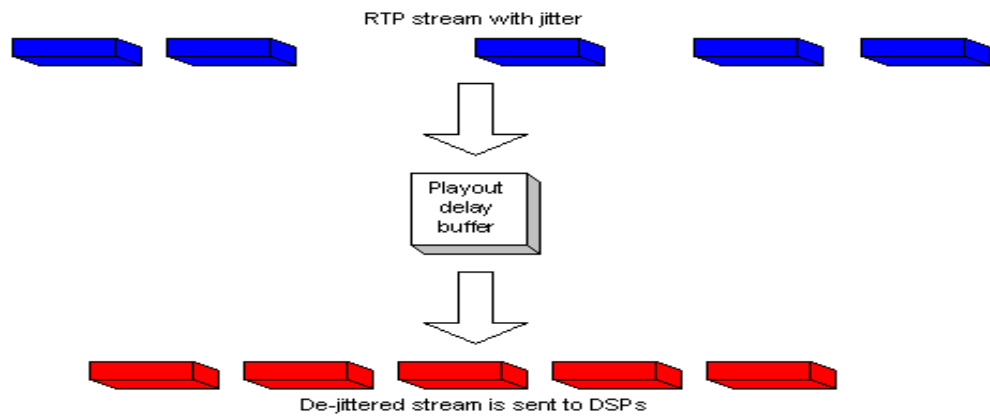 RTP stream with jitter
Playout
delay
buffer
De-jittered stream is sent to DSPs